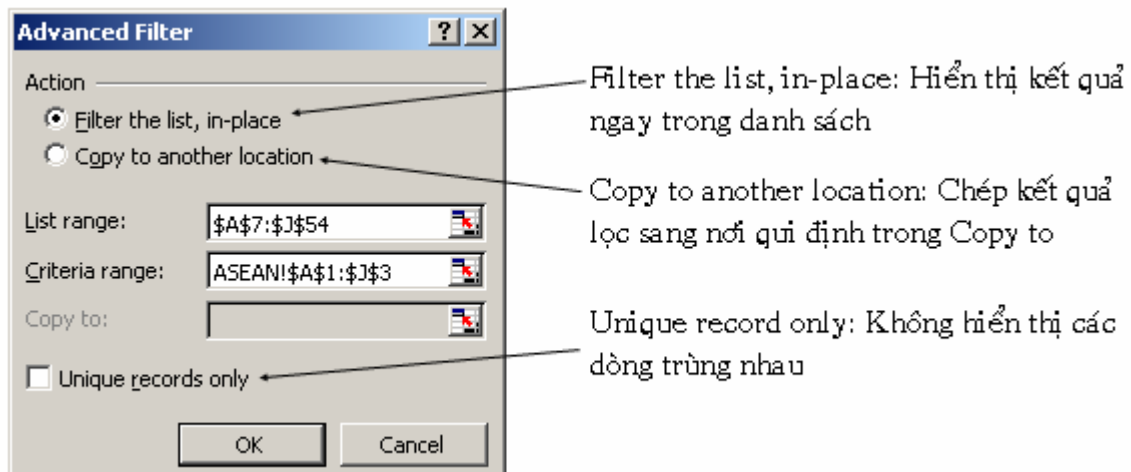 Advanced Filter
Action
Filter the list, in-place
Copy to another location
List range: $A$7:$J$54
Criteria range: ASEAN!$A$1:$J$3
Copy to:
Unique records only
OK Cancel
Filter the list, in-place: Hiển thị kết quả
ngay trong danh sách
Copy to another location: Chép kết quả
lọc sang nơi qui định trong Copy to
Unique record only: Không hiển thị các
dòng trùng nhau